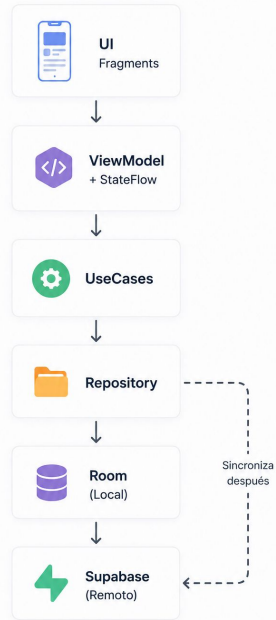 UI
Fragments
ViewModel
+ StateFlow
UseCases
Repository
Room
(Local)
Sincroniza
después
Supabase
(Remoto)